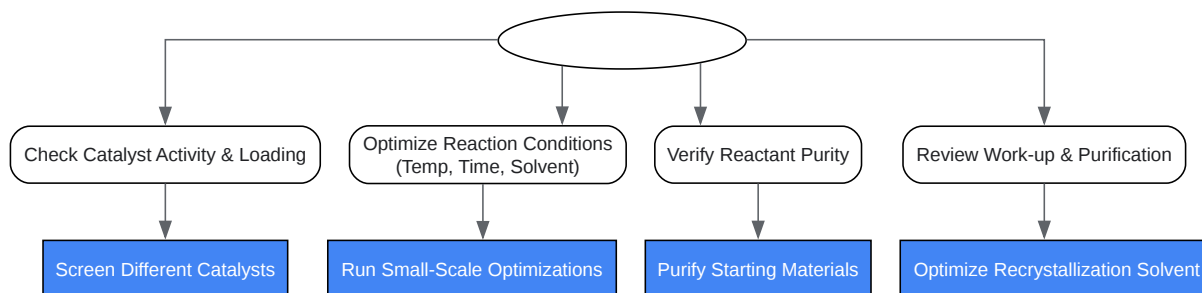 Check Catalyst Activity & Loading
Optimize Reaction Conditions
(Temp, Time, Solvent)
Verify Reactant Purity
Review Work-up & Purification
Screen Different Catalysts
Run Small-Scale Optimizations
Purify Starting Materials
Optimize Recrystallization Solvent